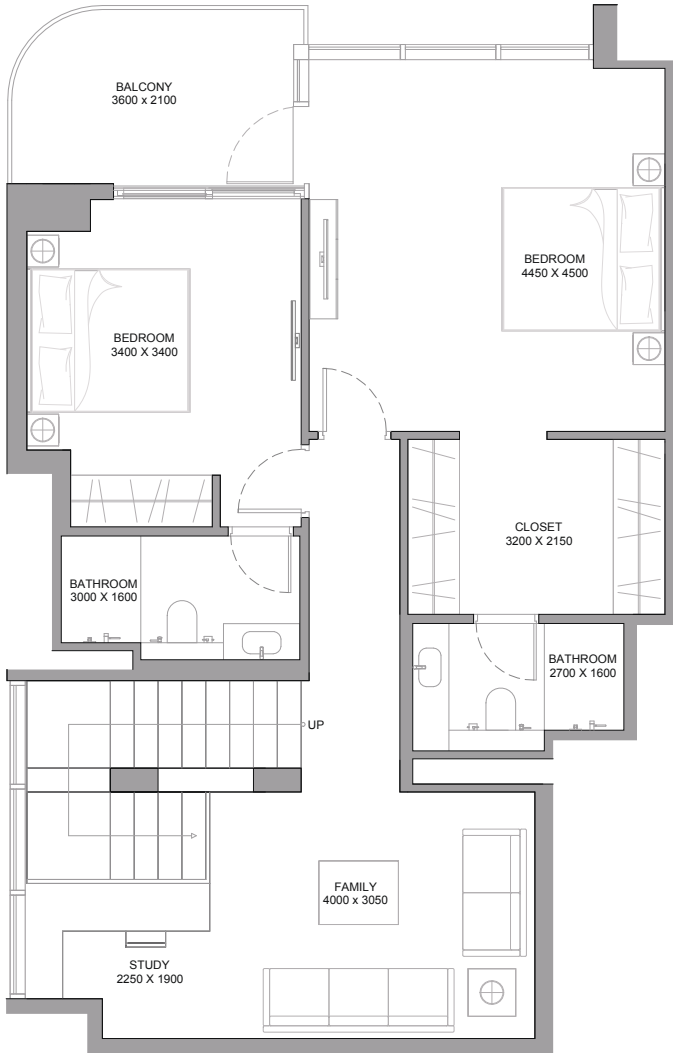 BALCONY
3600 x 2100
BEDROOM
4450 X 4500
BEDROOM
3400 X 3400
CLOSET
3200 X 2150
BATHROOM
3000 X 1600
BATHROOM
2700 X 1600
UP
FAMILY
4000 x 3050
STUDY
2250 X 1900